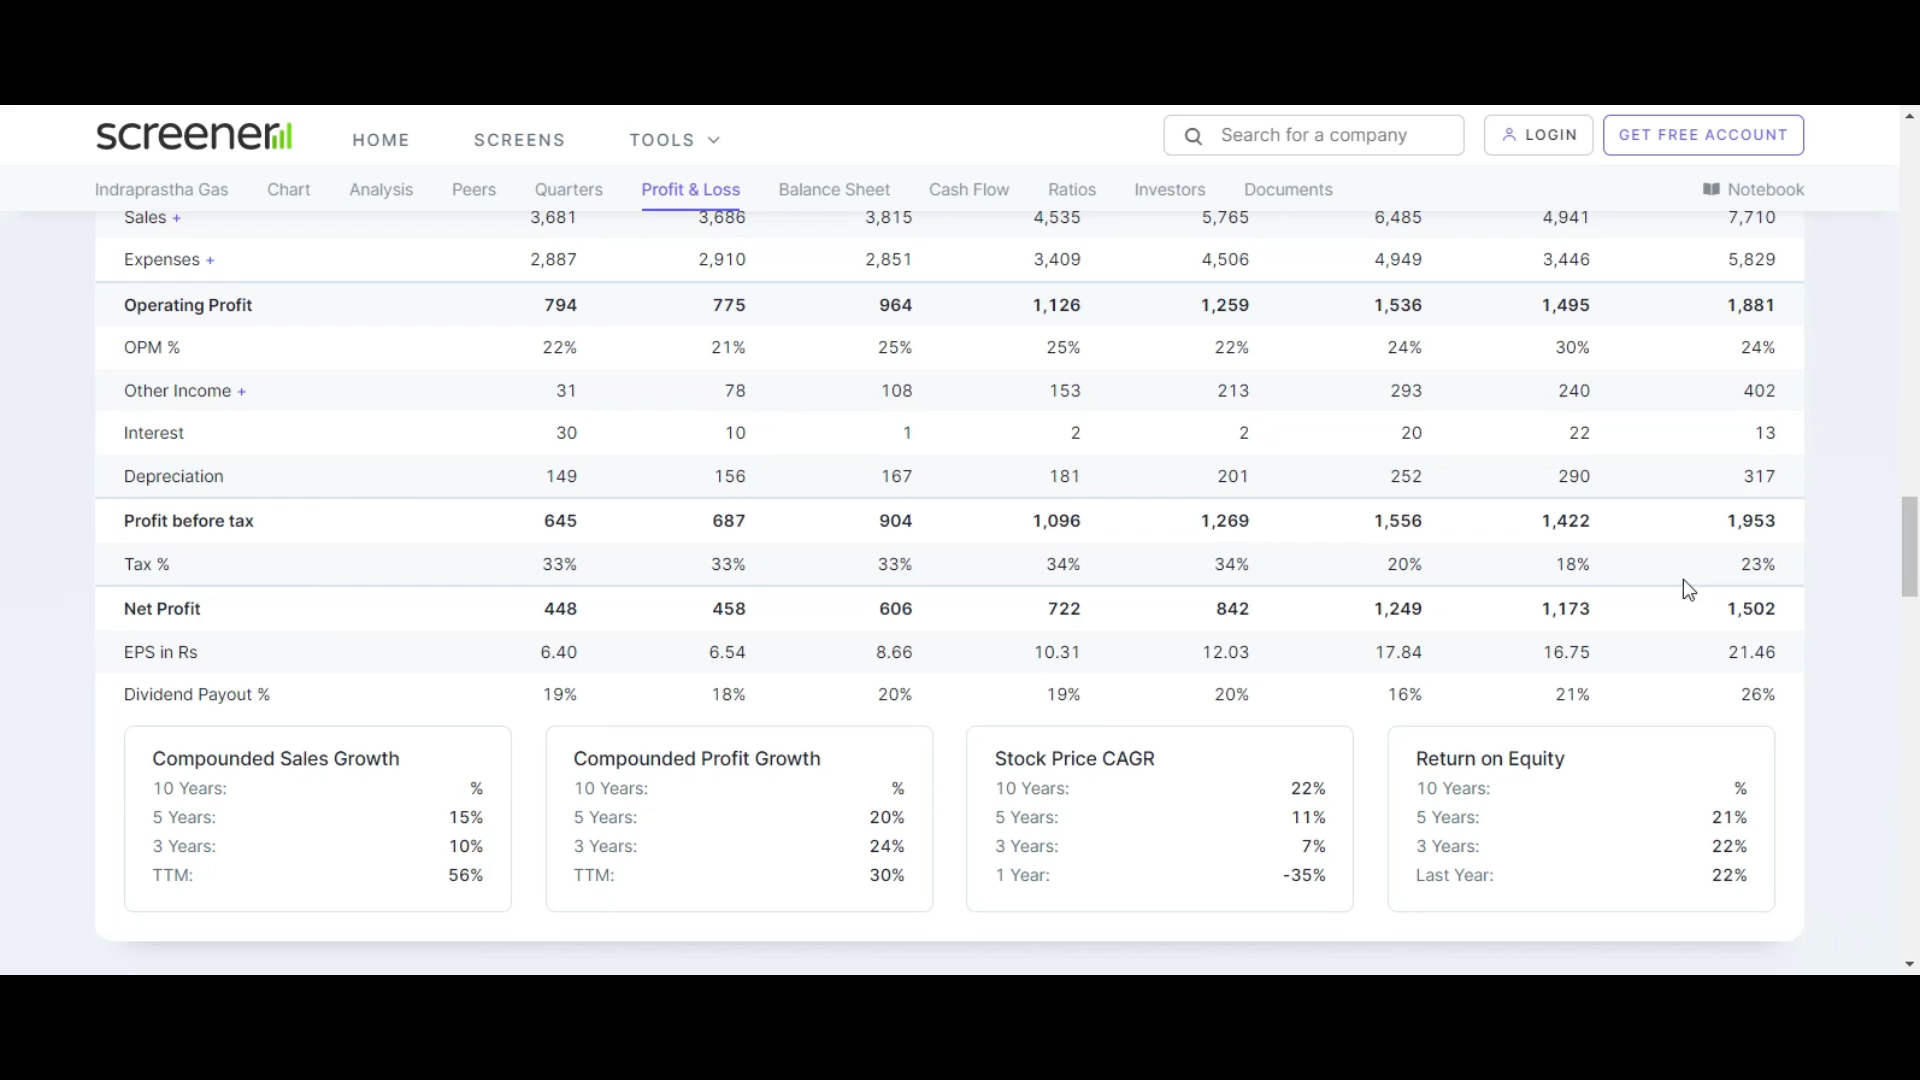 screener HOME SCREENS TOOLS Search for a company LOGIN GET FREE ACCOUNT
Indraprastha Gas Chart Analysis Peers Quarters Profit & Loss Balance Sheet Cash Flow Ratios Investors Documents Notebook
Sales + 3,681 3,686 3,815 4,535 5,765 6,485 4,941 7,710
Expenses + 2,887 2,910 2,851 3,409 4,506 4,949 3,446 5,829
Operating Profit 794 775 964 1,126 1,259 1,536 1,495 1,881
OPM % 22% 21% 25% 25% 22% 24% 30% 24%
Other Income + 31 78 108 153 213 293 240 402
Interest 30 10 1 2 2 20 22 13
Depreciation 149 156 167 181 201 252 290 317
Profit before tax 645 687 904 1,096 1,269 1,556 1,422 1,953
Tax % 33% 33% 33% 34% 34% 20% 18% 23%
Net Profit 448 458 606 722 842 1,249 1,173 1,502
EPS in Rs 6.40 6.54 8.66 10.31 12.03 17.84 16.75 21.46
Dividend Payout % 19% 18% 20% 19% 20% 16% 21% 26%
Compounded Sales Growth
10 Years: %
5 Years: 15%
3 Years: 10%
TTM: 56%
Compounded Profit Growth
10 Years: %
5 Years: 20%
3 Years: 24%
TTM: 30%
Stock Price CAGR
10 Years: 22%
5 Years: 11%
3 Years: 7%
1 Year: -35%
Return on Equity
10 Years: %
5 Years: 21%
3 Years: 22%
Last Year: 22%